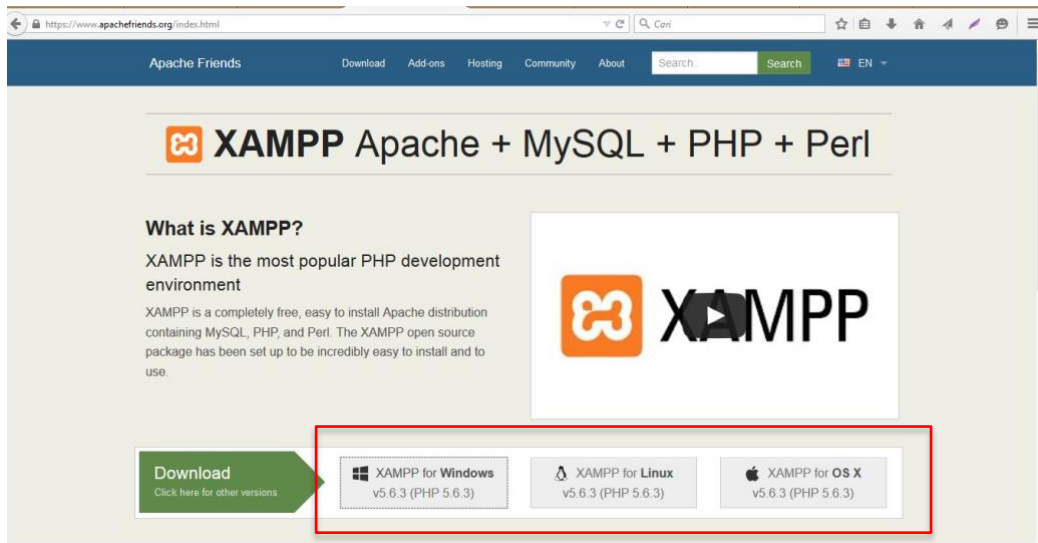 https://www.apachefriends.org/index.html
Cari
Apache Friends Download Add-ons Hosting Community About Search.. Search EN
XAMPP Apache + MySQL + PHP + Perl
What is XAMPP?
XAMPP is the most popular PHP development
environment
XAMPP is a completely free, easy to install Apache distribution
containing MySQL, PHP, and Perl. The XAMPP open source
package has been set up to be incredibly easy to install and to
use.
XAMPP
Download
Click here for other versions
XAMPP for Windows
v5.6.3 (PHP 5.6.3)
XAMPP for Linux
v5.6.3 (PHP 5.6.3)
XAMPP for OS X
v5.6.3 (PHP 5.6.3)